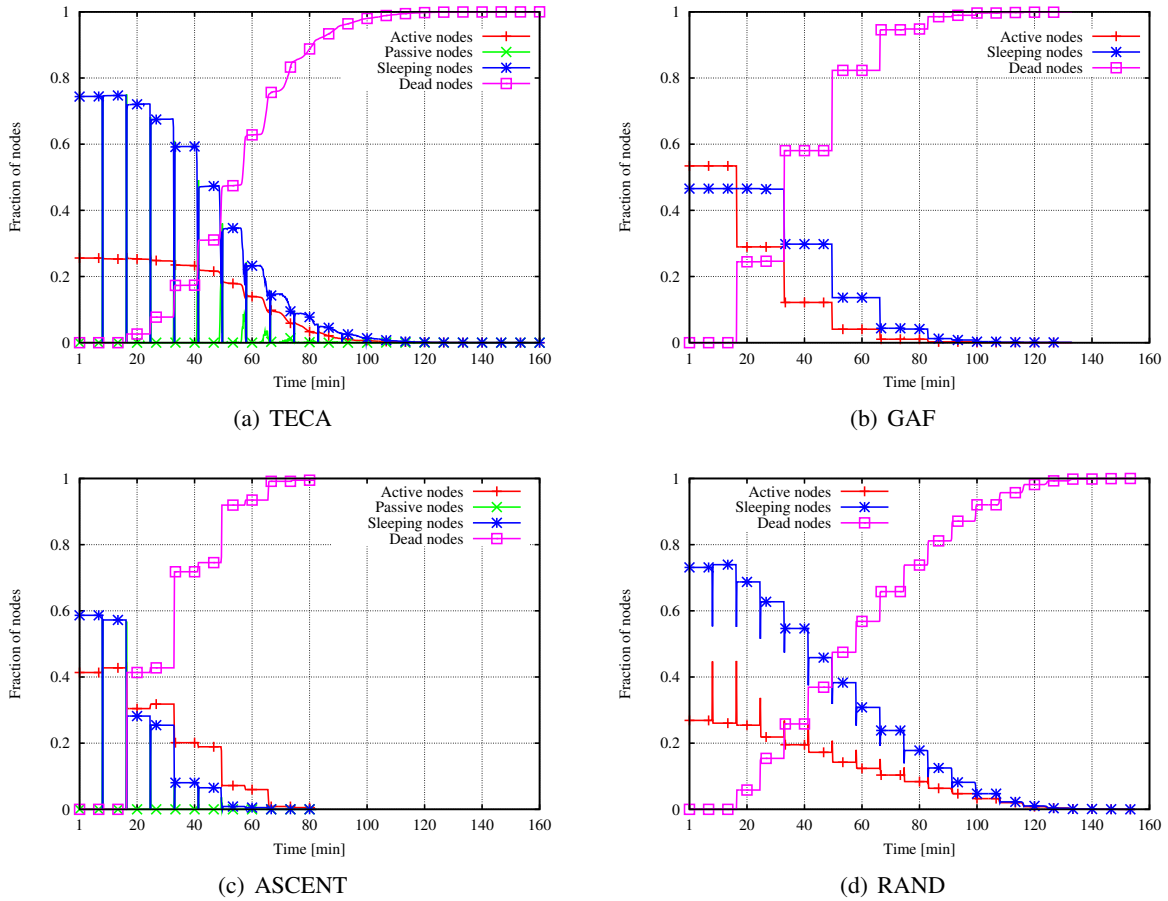 1
0.8
0.6
0.4
0.2
0
1 20 40 60 80 100 120 140 160
Fraction of nodes
Time [min]
Active nodes
Passive nodes
Sleeping nodes
Dead nodes
(a) TECA
1
0.8
0.6
0.4
0.2
0
1 20 40 60 80 100 120 140 160
Fraction of nodes
Time [min]
Active nodes
Sleeping nodes
Dead nodes
(b) GAF
1
0.8
0.6
0.4
0.2
0
1 20 40 60 80 100 120 140 160
Fraction of nodes
Time [min]
Active nodes
Passive nodes
Sleeping nodes
Dead nodes
(c) ASCENT
1
0.8
0.6
0.4
0.2
0
1 20 40 60 80 100 120 140 160
Fraction of nodes
Time [min]
Active nodes
Sleeping nodes
Dead nodes
(d) RAND